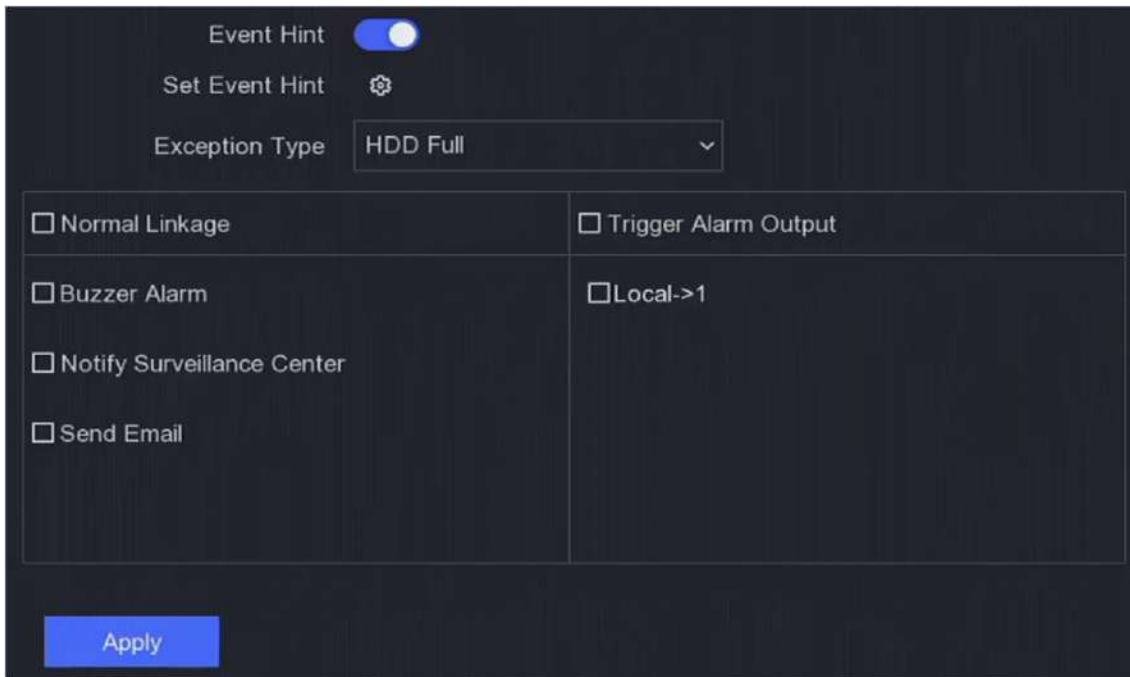 Event Hint
Set Event Hint
Exception Type HDD Full
Normal Linkage Trigger Alarm Output
Buzzer Alarm Local->1
Notify Surveillance Center
Send Email
Apply